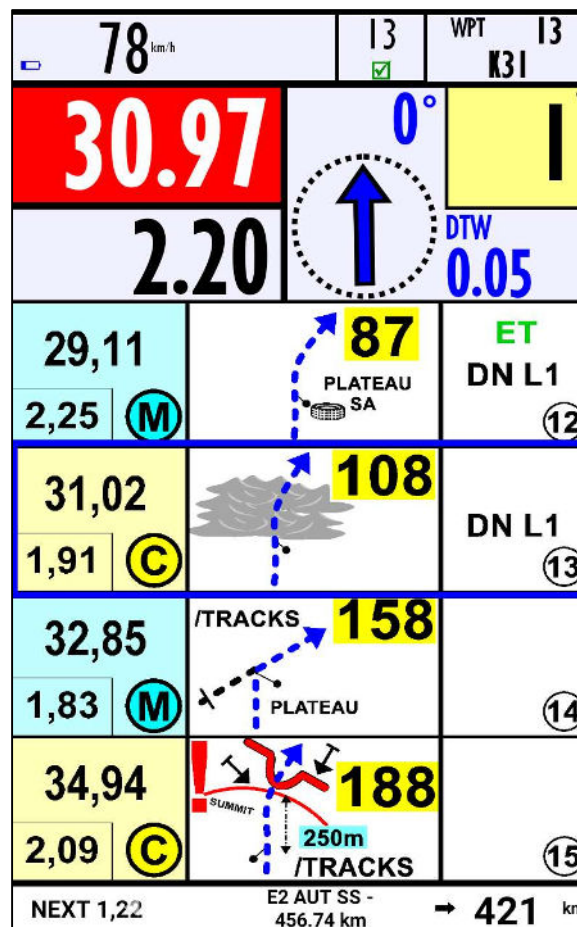 78 km/h
13
WPT 13
K31
30.97
0°
1
2.20
DTW
0.05
29,11
87
ET
PLATEAU
SA
DN L1
2,25
M
12
31,02
108
DN L1
1,91
C
13
32,85
/TRACKS
158
1,83
M
PLATEAU
14
34,94
!
SUMMIT
188
2,09
C
250m
/TRACKS
15
NEXT 1,22
E2 AUT SS -
456.74 km
➡ 421 km